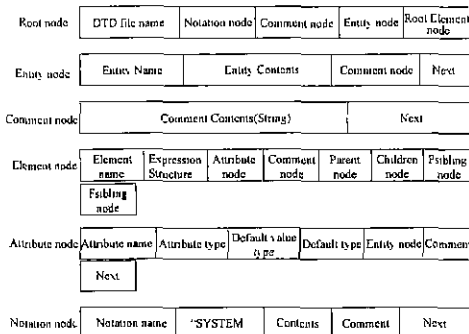 Root node DTD file name Notation node Comment node Entity node Root Element node
Entity node Entity Name Entity Contents Comment node Next
Comment node Comment Contents(String) Next
Element node Element name Expression Structure Attribute node Comment node Parent node Children node Psibling node
Fsibling node
Attribute node Attribute name Attribute type Default value type Default type Entity node Comment
Next
Notation node Notation name "SYSTEM Contents Comment Next